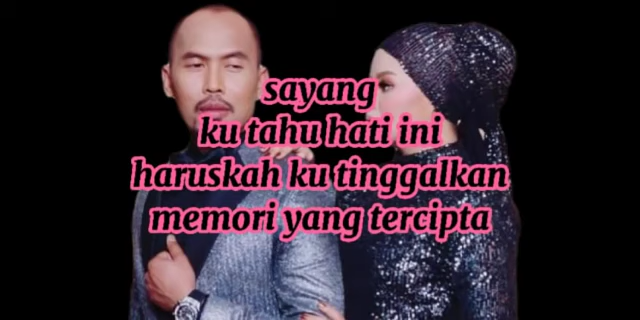 sayang
ku tahu hati ini
haruskah ku tinggalkan
memori yang tercipta